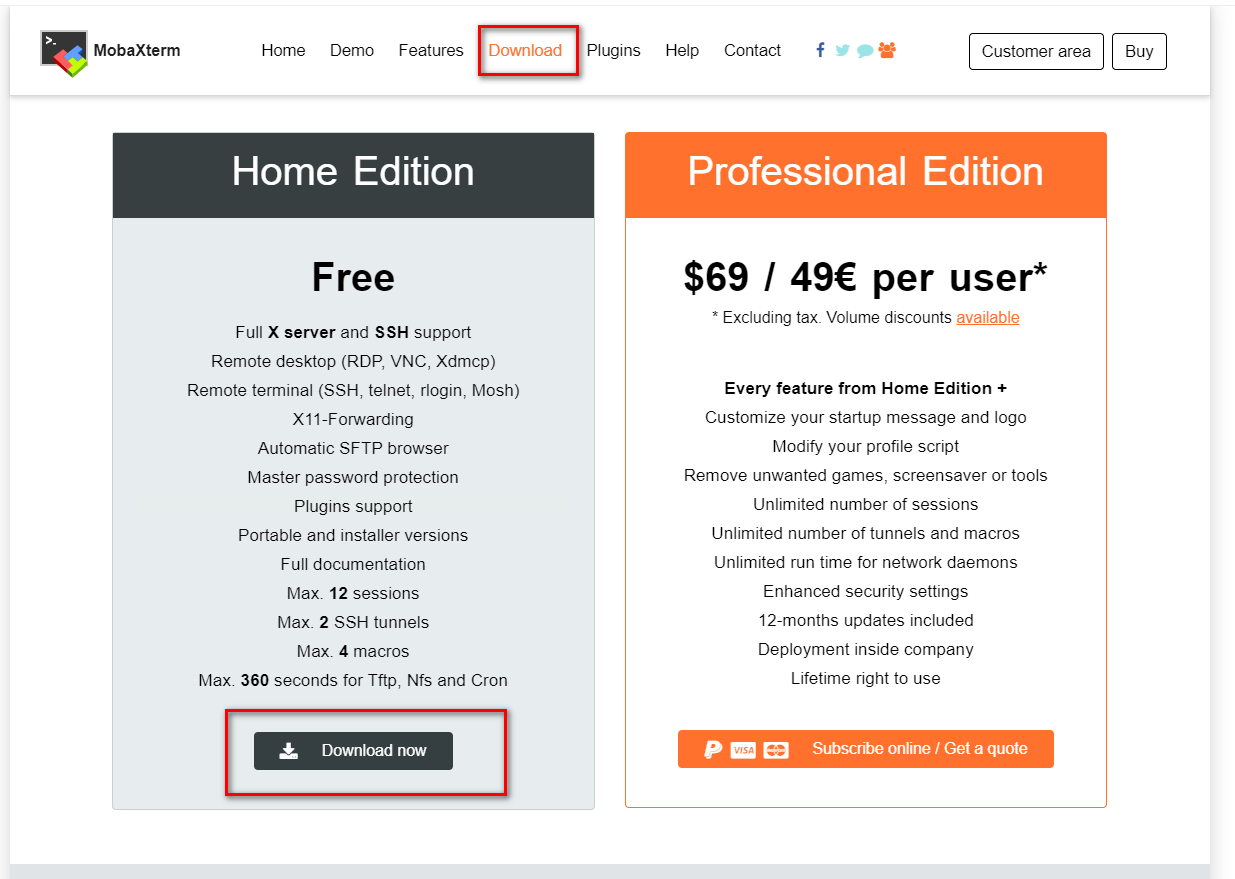 >_
MobaXterm
Home Demo Features Download Plugins Help Contact
Customer area Buy
Home Edition
Free
Full X server and SSH support
Remote desktop (RDP, VNC, Xdmcp)
Remote terminal (SSH, telnet, rlogin, Mosh)
X11-Forwarding
Automatic SFTP browser
Master password protection
Plugins support
Portable and installer versions
Full documentation
Max. 12 sessions
Max. 2 SSH tunnels
Max. 4 macros
Max. 360 seconds for Tftp, Nfs and Cron
Download now
Professional Edition
$69 / 49€ per user*
* Excluding tax. Volume discounts available
Every feature from Home Edition +
Customize your startup message and logo
Modify your profile script
Remove unwanted games, screensaver or tools
Unlimited number of sessions
Unlimited number of tunnels and macros
Unlimited run time for network daemons
Enhanced security settings
12-months updates included
Deployment inside company
Lifetime right to use
VISA Subscribe online / Get a quote